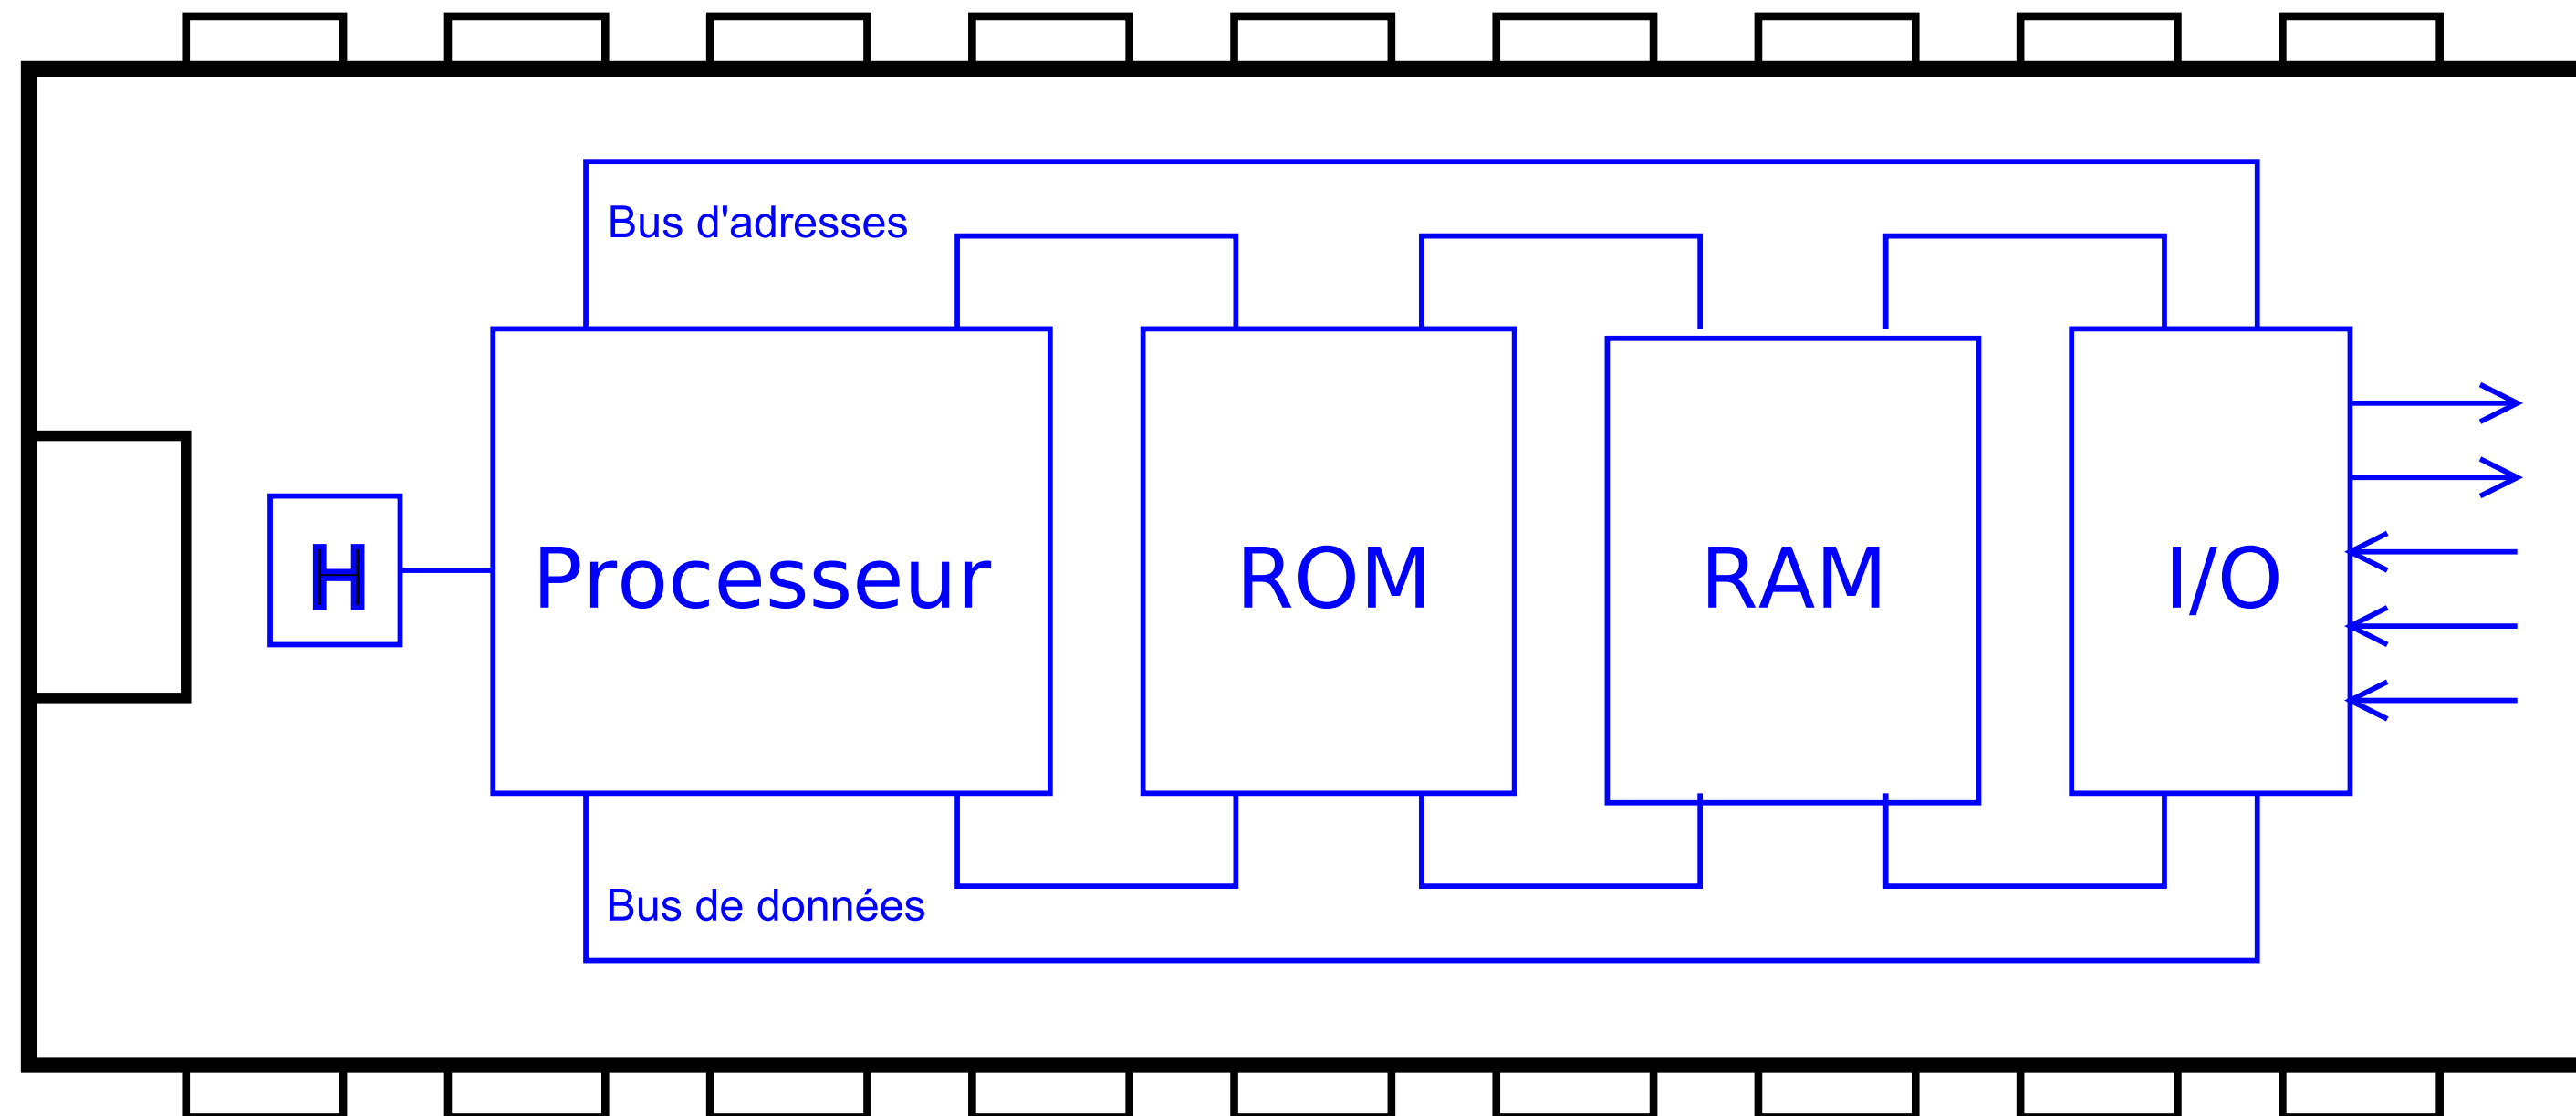 Bus d'adresses
H
Processeur
ROM
RAM
I/O
Bus de données